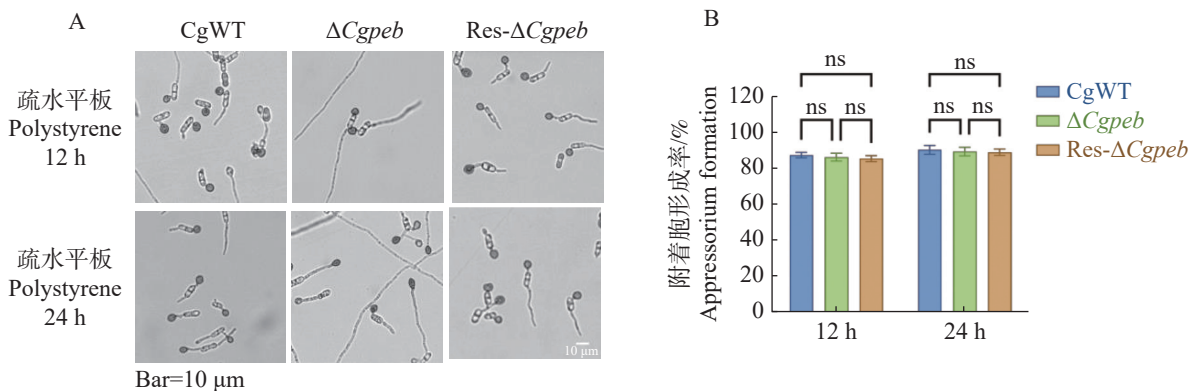 A
CgWT
ΔCgpeb
Res-ΔCgpeb
疏水平板
Polystyrene
12 h
疏水平板
Polystyrene
24 h
10 μm
Bar=10 μm
B
附着胞形成率/%
Appressorium formation
120
100
80
60
40
20
0
ns
ns
ns ns
ns ns
12 h
24 h
CgWT
ΔCgpeb
Res-ΔCgpeb